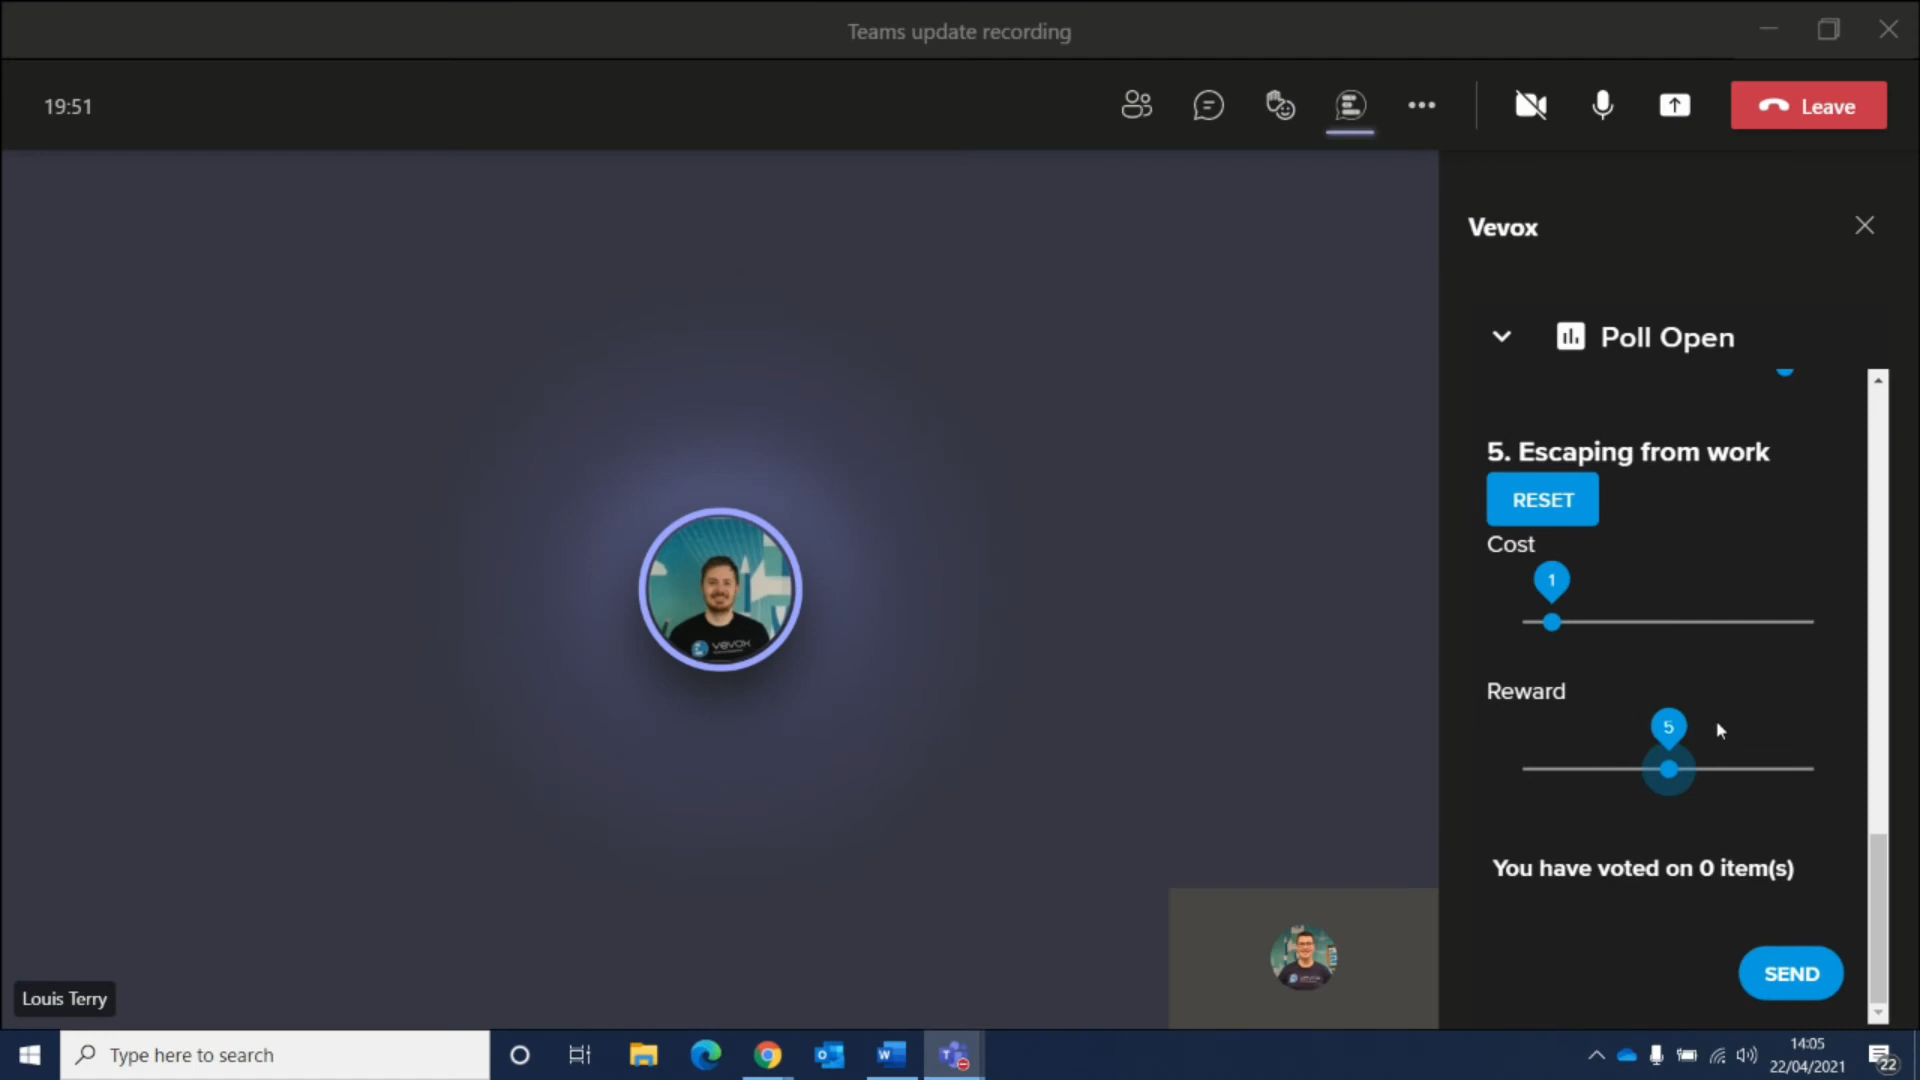 Teams update recording
19:51
Leave
Vevox
Poll Open
5. Escaping from work
RESET
Cost
1
Reward
5
You have voted on 0 item(s)
SEND
vevox
Louis Terry
Type here to search
14:05
22/04/2021
22